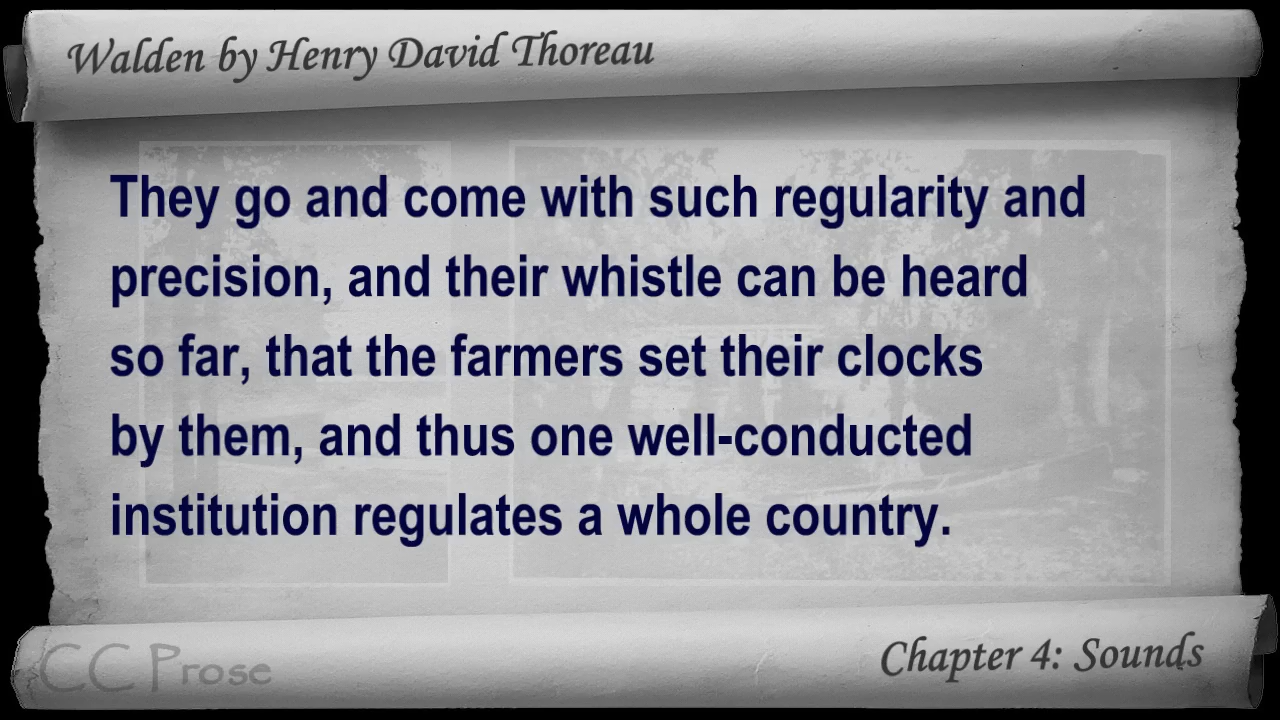 Walden by Henry David Thoreau
They go and come with such regularity and
precision, and their whistle can be heard
so far, that the farmers set their clocks
by them, and thus one well-conducted
institution regulates a whole country.
CC Prose
Chapter 4: Sounds